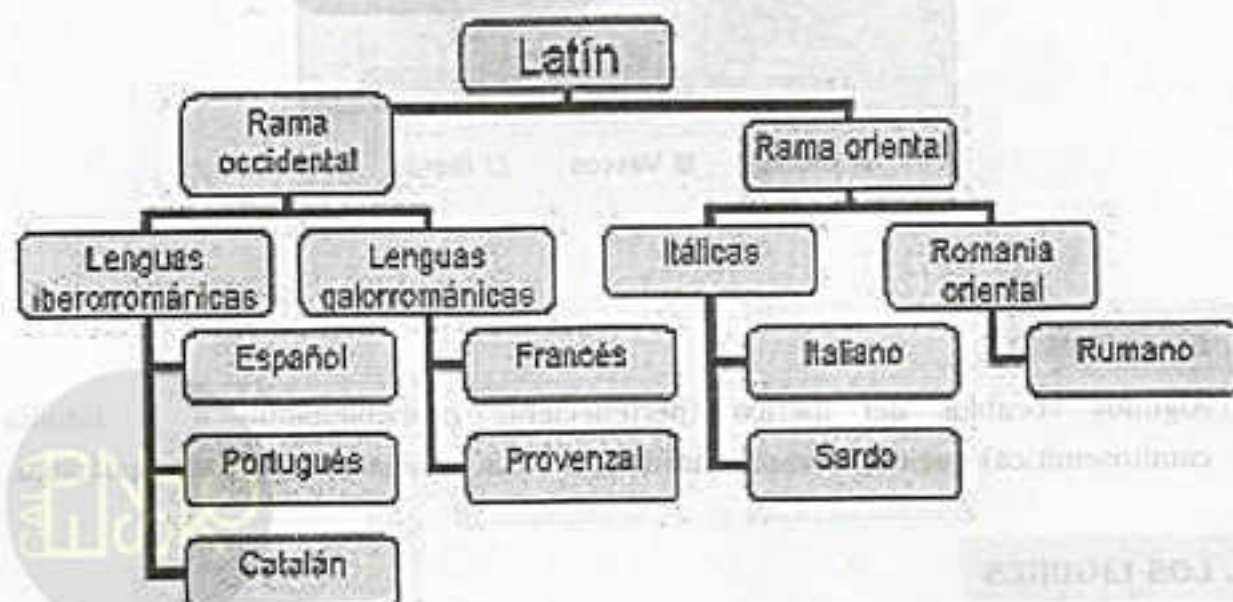 Latín
Rama
occidental
Rama oriental
Lenguas
iberorrománicas
Lenguas
galorrománicas
Itálicas
Romania
oriental
Español
Francés
Italiano
Rumano
Portugués
Provenzal
Sardo
Catalán